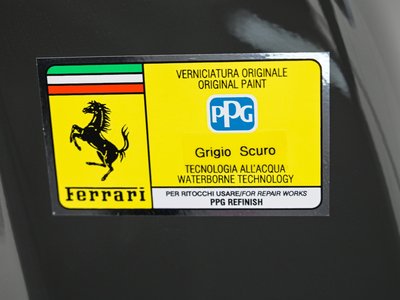 VERNICIATURA ORIGINALE
ORIGINAL PAINT
PPG
Grigio Scuro
TECNOLOGIA ALL'ACQUA
WATERBORNE TECHNOLOGY
Ferrari
PER RITOCCHI USARE/FOR REPAIR WORKS
PPG REFINISH